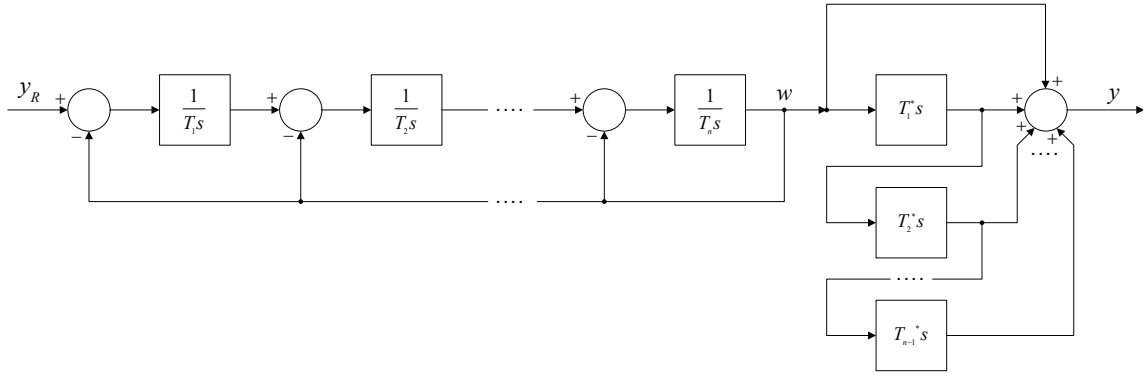 y_R + − 1/(T_1 s) + − 1/(T_2 s) .... + − 1/(T_n s) w T_1^* s + + + + y
....
....
T_2^* s
....
T_{n−1}^* s